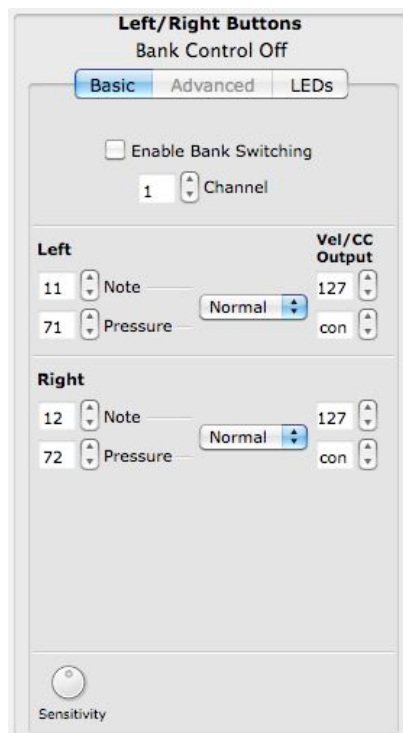 Left/Right Buttons
Bank Control Off
Basic Advanced LEDs
Enable Bank Switching
1 Channel
Left Vel/CC Output
11 Note Normal 127
71 Pressure con
Right
12 Note Normal 127
72 Pressure con
Sensitivity